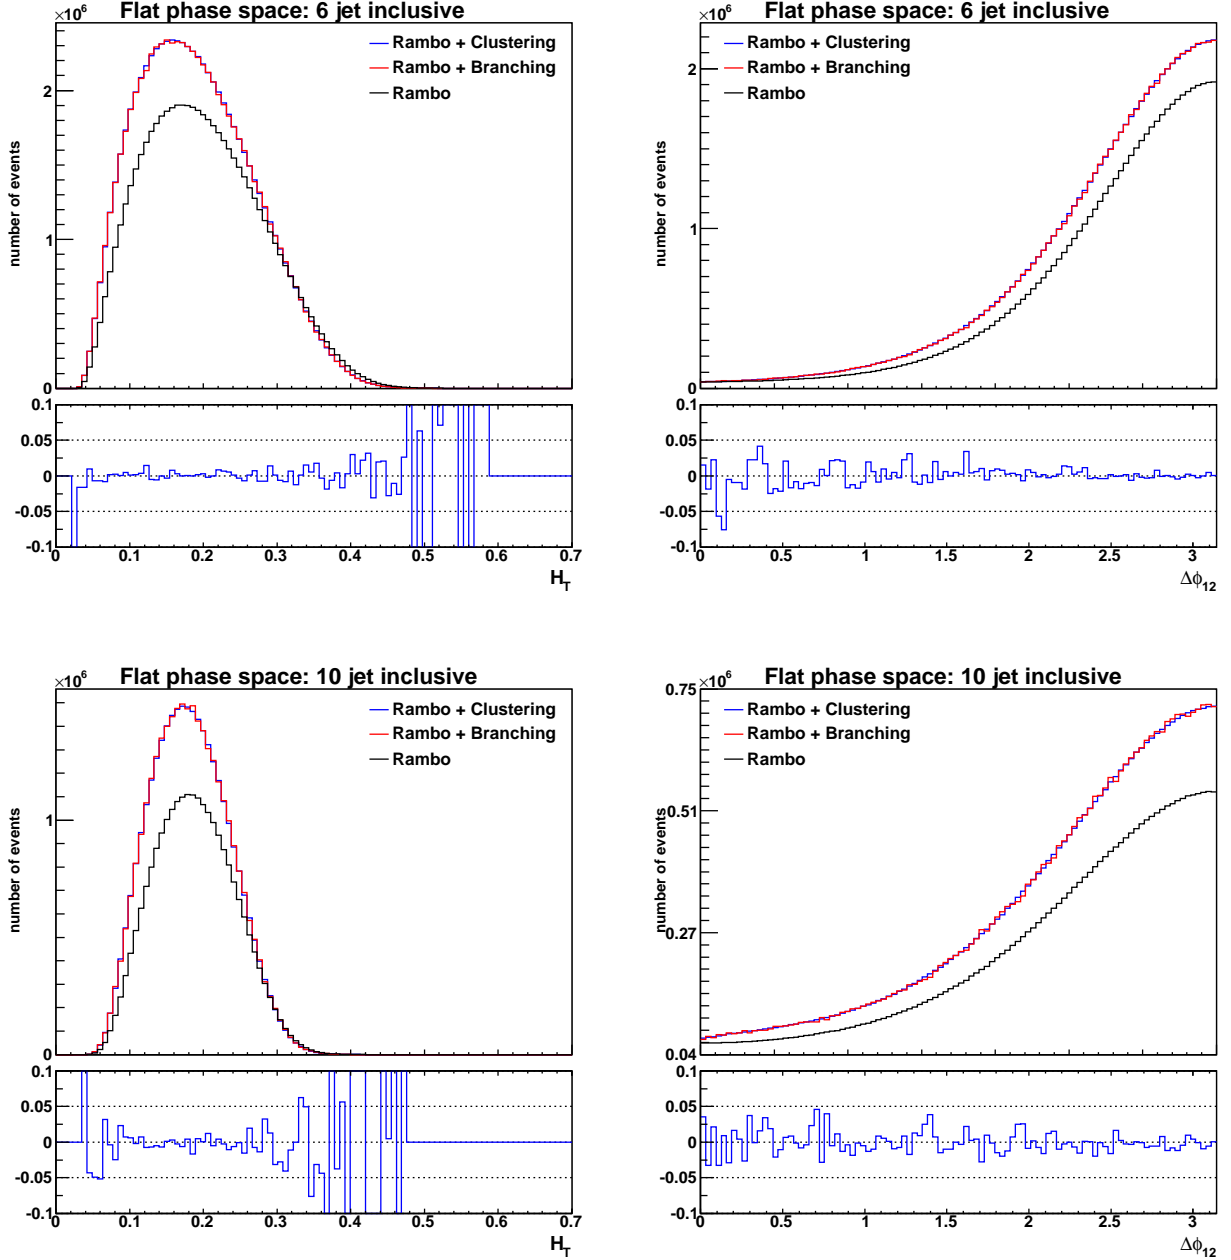 Flat phase space: 6 jet inclusive
×10⁶
Rambo + Clustering
Rambo + Branching
Rambo
number of events
2
1
0
0.1
0.05
0
-0.05
-0.1
0 0.1 0.2 0.3 0.4 0.5 0.6 0.7
H_T
Flat phase space: 6 jet inclusive
×10⁶
Rambo + Clustering
Rambo + Branching
Rambo
number of events
2
1
0
0.1
0.05
0
-0.05
-0.1
0 0.5 1 1.5 2 2.5 3
Δϕ₁₂
Flat phase space: 10 jet inclusive
×10⁶
Rambo + Clustering
Rambo + Branching
Rambo
number of events
1
0
0.1
0.05
0
-0.05
-0.1
0 0.1 0.2 0.3 0.4 0.5 0.6 0.7
H_T
Flat phase space: 10 jet inclusive
×10⁶
0.75
Rambo + Clustering
Rambo + Branching
Rambo
number of events
0.51
0.27
0.04
0.1
0.05
0
-0.05
-0.1
0 0.5 1 1.5 2 2.5 3
Δϕ₁₂